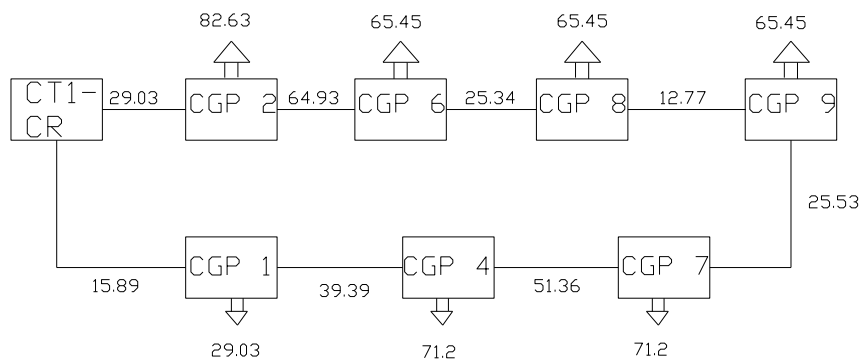 82.63
65.45
65.45
65.45
CT1-
CR
29.03
CGP 2
64.93
CGP 6
25.34
CGP 8
12.77
CGP 9
25.53
CGP 1
CGP 4
CGP 7
15.89
39.39
51.36
29.03
71.2
71.2